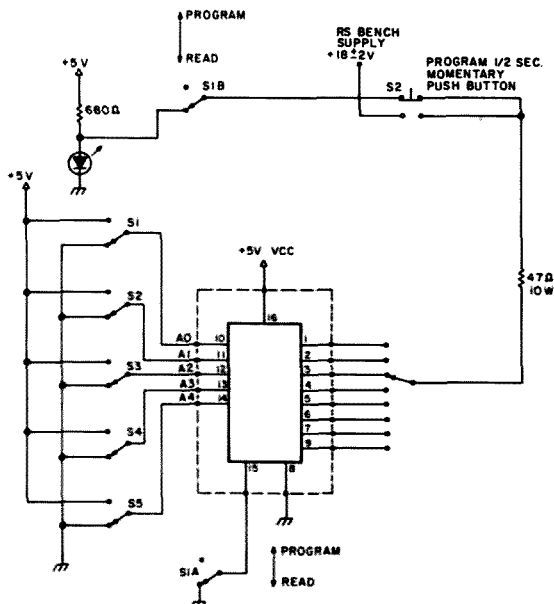 PROGRAM
READ
+5V
680Ω
S1B
RS BENCH
SUPPLY
+18±2V
S2
PROGRAM 1/2 SEC.
MOMENTARY
PUSH BUTTON
47Ω
10W
+5V
S1
S2
S3
S4
S5
+5V VCC
16
A0 10
A1 11
A2 12
A3 13
A4 14
1
2
3
4
5
6
7
9
15
8
S1A*
PROGRAM
READ